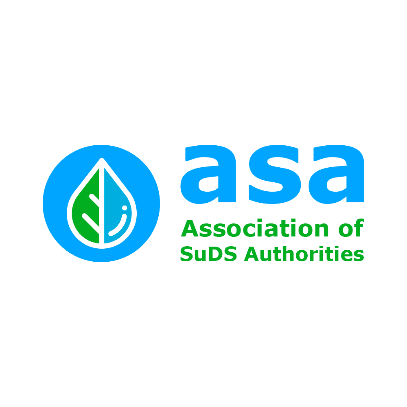 asa
Association of
SuDS Authorities